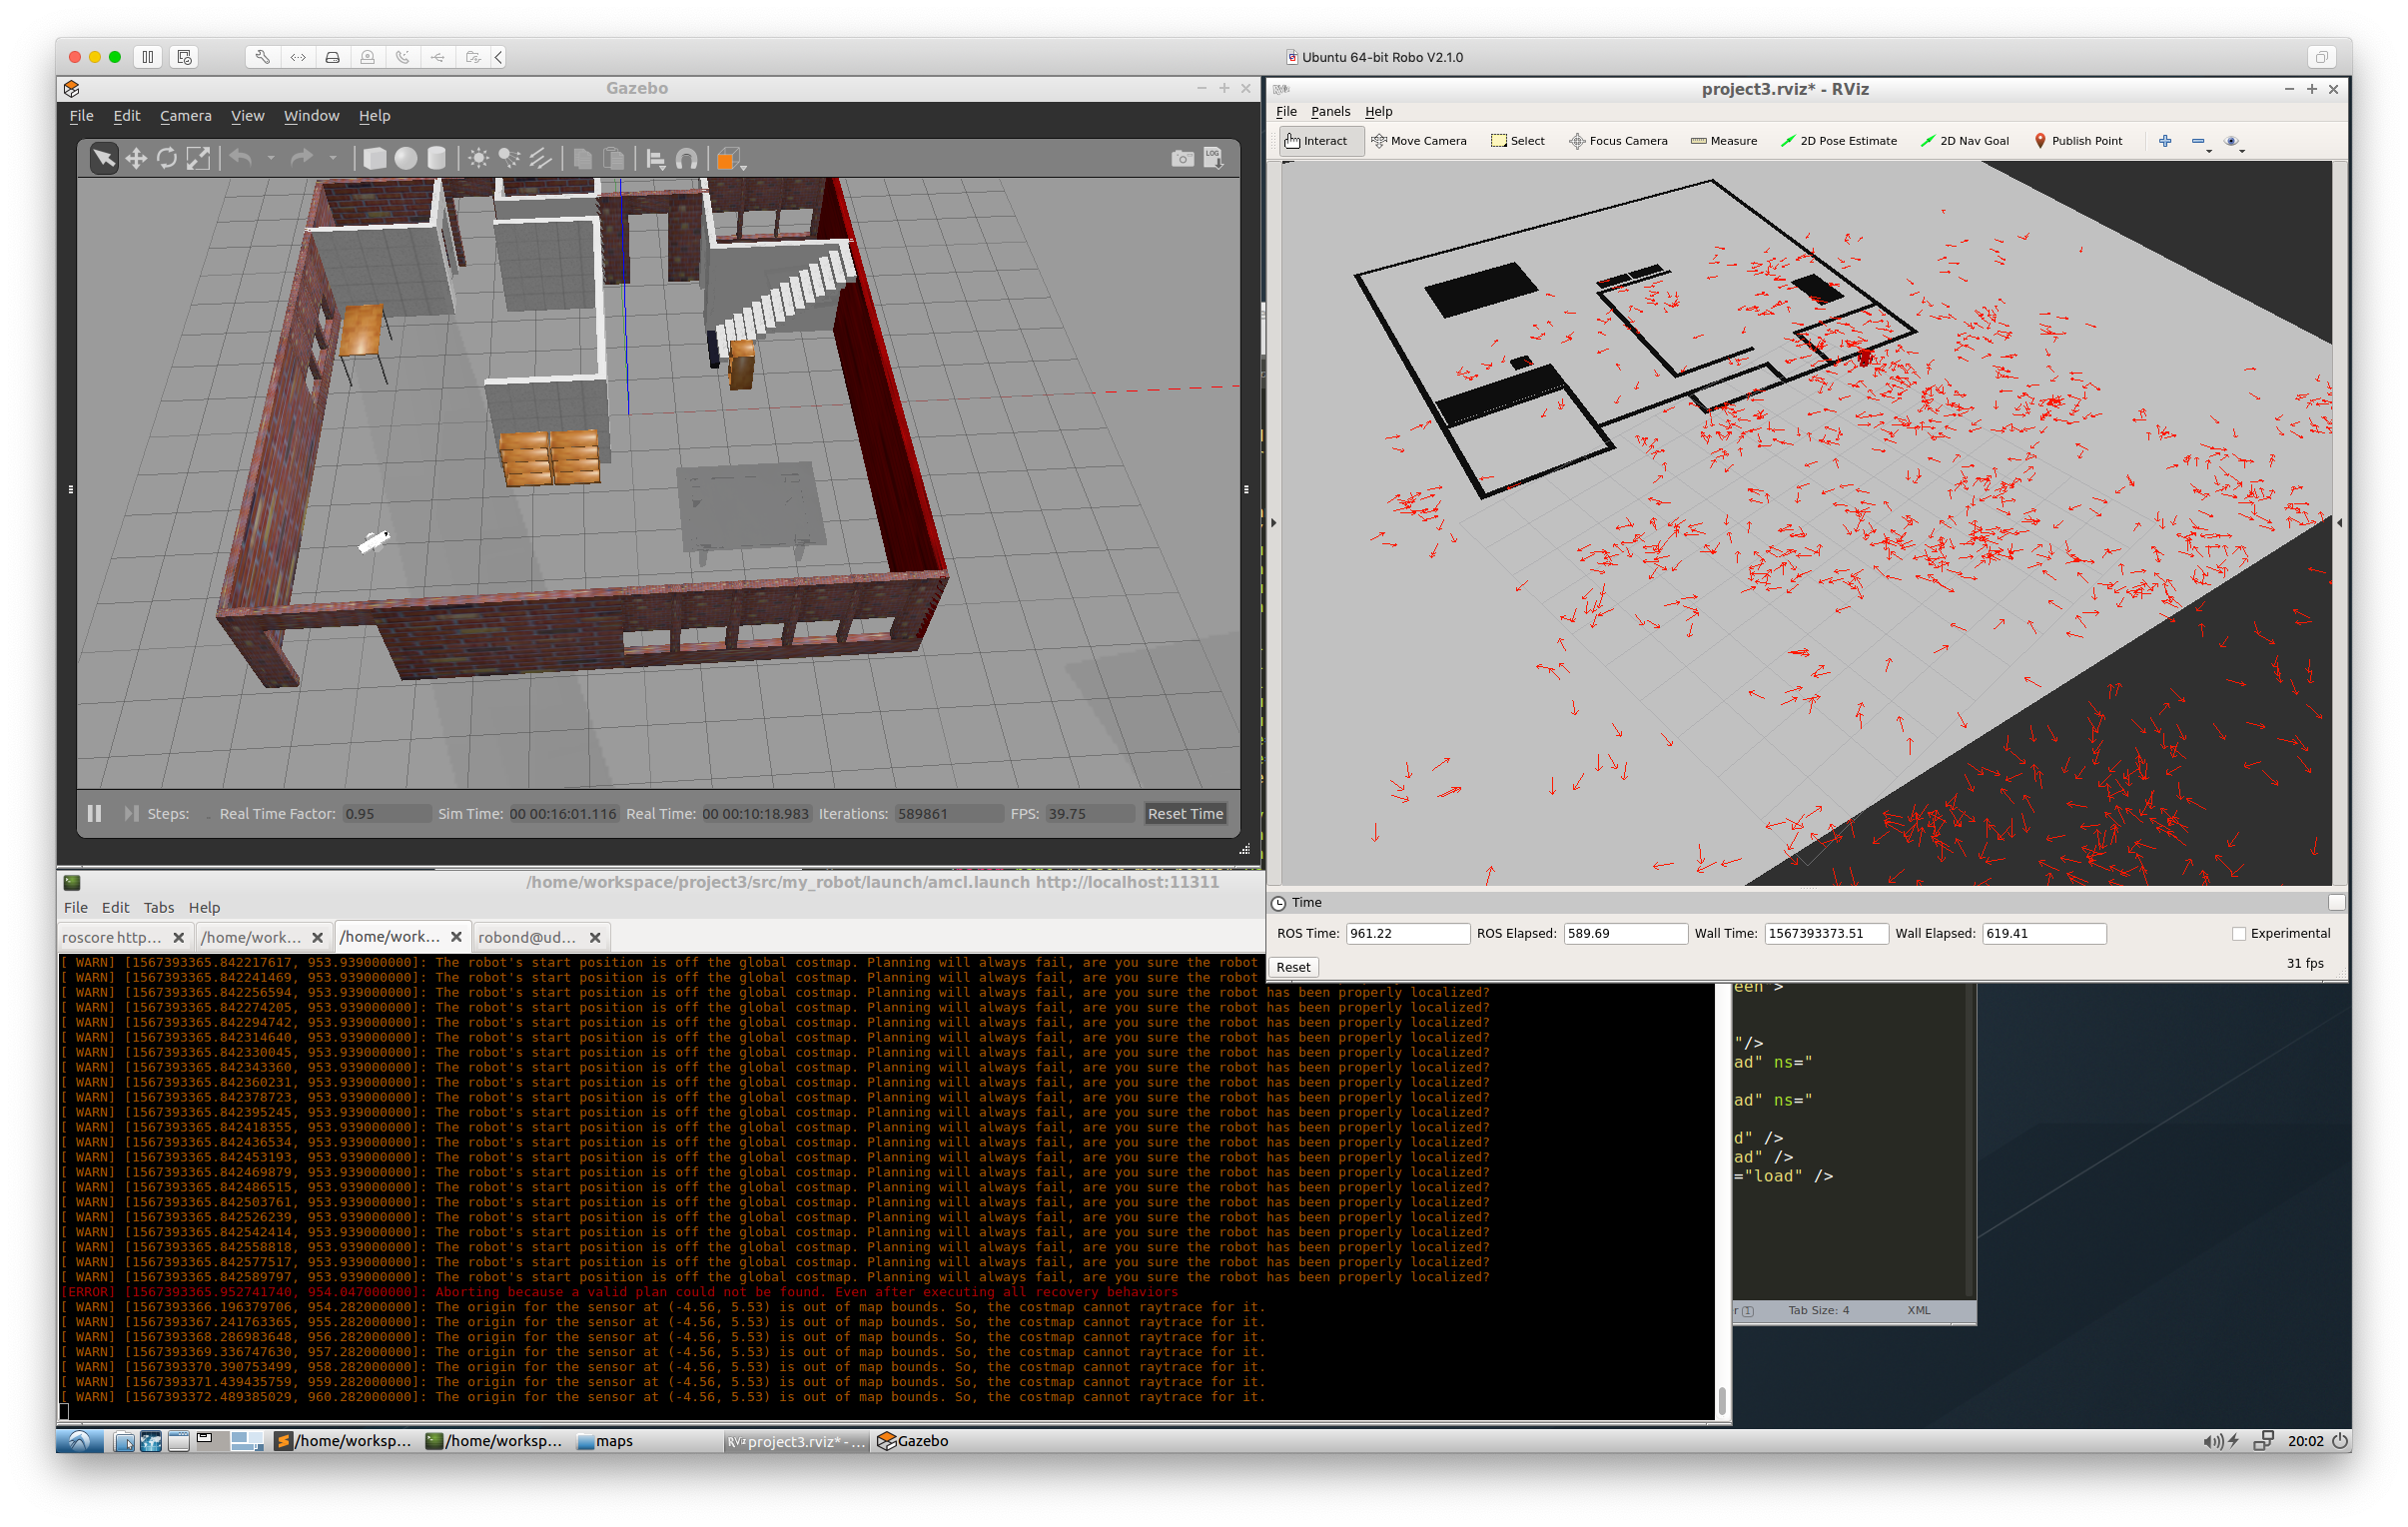 Ubuntu 64-bit Robo V2.1.0
Gazebo
File Edit Camera View Window Help
LOG
Steps: Real Time Factor: 0.95 Sim Time: 00 00:16:01.116 Real Time: 00 00:10:18.983 Iterations: 589861 FPS: 39.75 Reset Time
project3.rviz* - RViz
File Panels Help
Interact Move Camera Select Focus Camera Measure 2D Pose Estimate 2D Nav Goal Publish Point
Time
ROS Time: 961.22 ROS Elapsed: 589.69 Wall Time: 1567393373.51 Wall Elapsed: 619.41 Experimental
Reset 31 fps
/home/workspace/project3/src/my_robot/launch/amcl.launch http://localhost:11311
File Edit Tabs Help
roscore http... /home/work... /home/work... robond@ud...
[ WARN] [1567393365.842217617, 953.939000000]: The robot's start position is off the global costmap. Planning will always fail, are you sure the robot
[ WARN] [1567393365.842241469, 953.939000000]: The robot's start position is off the global costmap. Planning will always fail, are you sure the robot
[ WARN] [1567393365.842256594, 953.939000000]: The robot's start position is off the global costmap. Planning will always fail, are you sure the robot has been properly localized?
[ WARN] [1567393365.842274205, 953.939000000]: The robot's start position is off the global costmap. Planning will always fail, are you sure the robot has been properly localized?
[ WARN] [1567393365.842294742, 953.939000000]: The robot's start position is off the global costmap. Planning will always fail, are you sure the robot has been properly localized?
[ WARN] [1567393365.842314640, 953.939000000]: The robot's start position is off the global costmap. Planning will always fail, are you sure the robot has been properly localized?
[ WARN] [1567393365.842330045, 953.939000000]: The robot's start position is off the global costmap. Planning will always fail, are you sure the robot has been properly localized?
[ WARN] [1567393365.842343360, 953.939000000]: The robot's start position is off the global costmap. Planning will always fail, are you sure the robot has been properly localized?
[ WARN] [1567393365.842360231, 953.939000000]: The robot's start position is off the global costmap. Planning will always fail, are you sure the robot has been properly localized?
[ WARN] [1567393365.842378723, 953.939000000]: The robot's start position is off the global costmap. Planning will always fail, are you sure the robot has been properly localized?
[ WARN] [1567393365.842395245, 953.939000000]: The robot's start position is off the global costmap. Planning will always fail, are you sure the robot has been properly localized?
[ WARN] [1567393365.842418355, 953.939000000]: The robot's start position is off the global costmap. Planning will always fail, are you sure the robot has been properly localized?
[ WARN] [1567393365.842436534, 953.939000000]: The robot's start position is off the global costmap. Planning will always fail, are you sure the robot has been properly localized?
[ WARN] [1567393365.842453193, 953.939000000]: The robot's start position is off the global costmap. Planning will always fail, are you sure the robot has been properly localized?
[ WARN] [1567393365.842469879, 953.939000000]: The robot's start position is off the global costmap. Planning will always fail, are you sure the robot has been properly localized?
[ WARN] [1567393365.842486515, 953.939000000]: The robot's start position is off the global costmap. Planning will always fail, are you sure the robot has been properly localized?
[ WARN] [1567393365.842503761, 953.939000000]: The robot's start position is off the global costmap. Planning will always fail, are you sure the robot has been properly localized?
[ WARN] [1567393365.842526239, 953.939000000]: The robot's start position is off the global costmap. Planning will always fail, are you sure the robot has been properly localized?
[ WARN] [1567393365.842542414, 953.939000000]: The robot's start position is off the global costmap. Planning will always fail, are you sure the robot has been properly localized?
[ WARN] [1567393365.842558818, 953.939000000]: The robot's start position is off the global costmap. Planning will always fail, are you sure the robot has been properly localized?
[ WARN] [1567393365.842577517, 953.939000000]: The robot's start position is off the global costmap. Planning will always fail, are you sure the robot has been properly localized?
[ WARN] [1567393365.842589797, 953.939000000]: The robot's start position is off the global costmap. Planning will always fail, are you sure the robot has been properly localized?
[ERROR] [1567393365.952741740, 954.047000000]: Aborting because a valid plan could not be found. Even after executing all recovery behaviors
[ WARN] [1567393366.196379706, 954.282000000]: The origin for the sensor at (-4.56, 5.53) is out of map bounds. So, the costmap cannot raytrace for it.
[ WARN] [1567393367.241763365, 955.282000000]: The origin for the sensor at (-4.56, 5.53) is out of map bounds. So, the costmap cannot raytrace for it.
[ WARN] [1567393368.286983648, 956.282000000]: The origin for the sensor at (-4.56, 5.53) is out of map bounds. So, the costmap cannot raytrace for it.
[ WARN] [1567393369.336747630, 957.282000000]: The origin for the sensor at (-4.56, 5.53) is out of map bounds. So, the costmap cannot raytrace for it.
[ WARN] [1567393370.390753499, 958.282000000]: The origin for the sensor at (-4.56, 5.53) is out of map bounds. So, the costmap cannot raytrace for it.
[ WARN] [1567393371.439435759, 959.282000000]: The origin for the sensor at (-4.56, 5.53) is out of map bounds. So, the costmap cannot raytrace for it.
[ WARN] [1567393372.489385029, 960.282000000]: The origin for the sensor at (-4.56, 5.53) is out of map bounds. So, the costmap cannot raytrace for it.
een">
"/>
ad" ns="
ad" ns="
d" />
ad" />
="load" />
Tab Size: 4 XML
/home/worksp... /home/worksp... maps RViz project3.rviz* - ... Gazebo 20:02